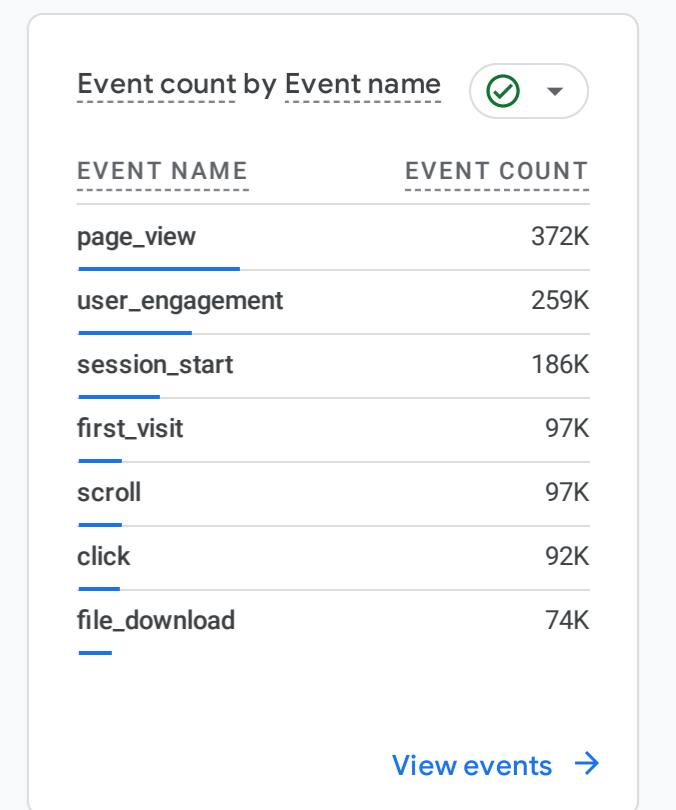 Event count by Event name
EVENT NAME EVENT COUNT
page_view 372K
user_engagement 259K
session_start 186K
first_visit 97K
scroll 97K
click 92K
file_download 74K
View events